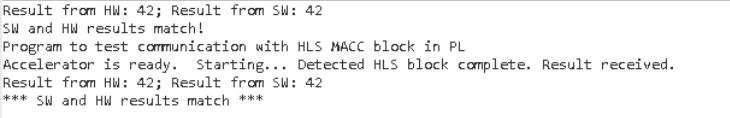 Result from HW: 42; Result from SW: 42
SW and HW results match!
Program to test communication with HLS MACC block in PL
Accelerator is ready.  Starting... Detected HLS block complete. Result received.
Result from HW: 42; Result from SW: 42
*** SW and HW results match ***